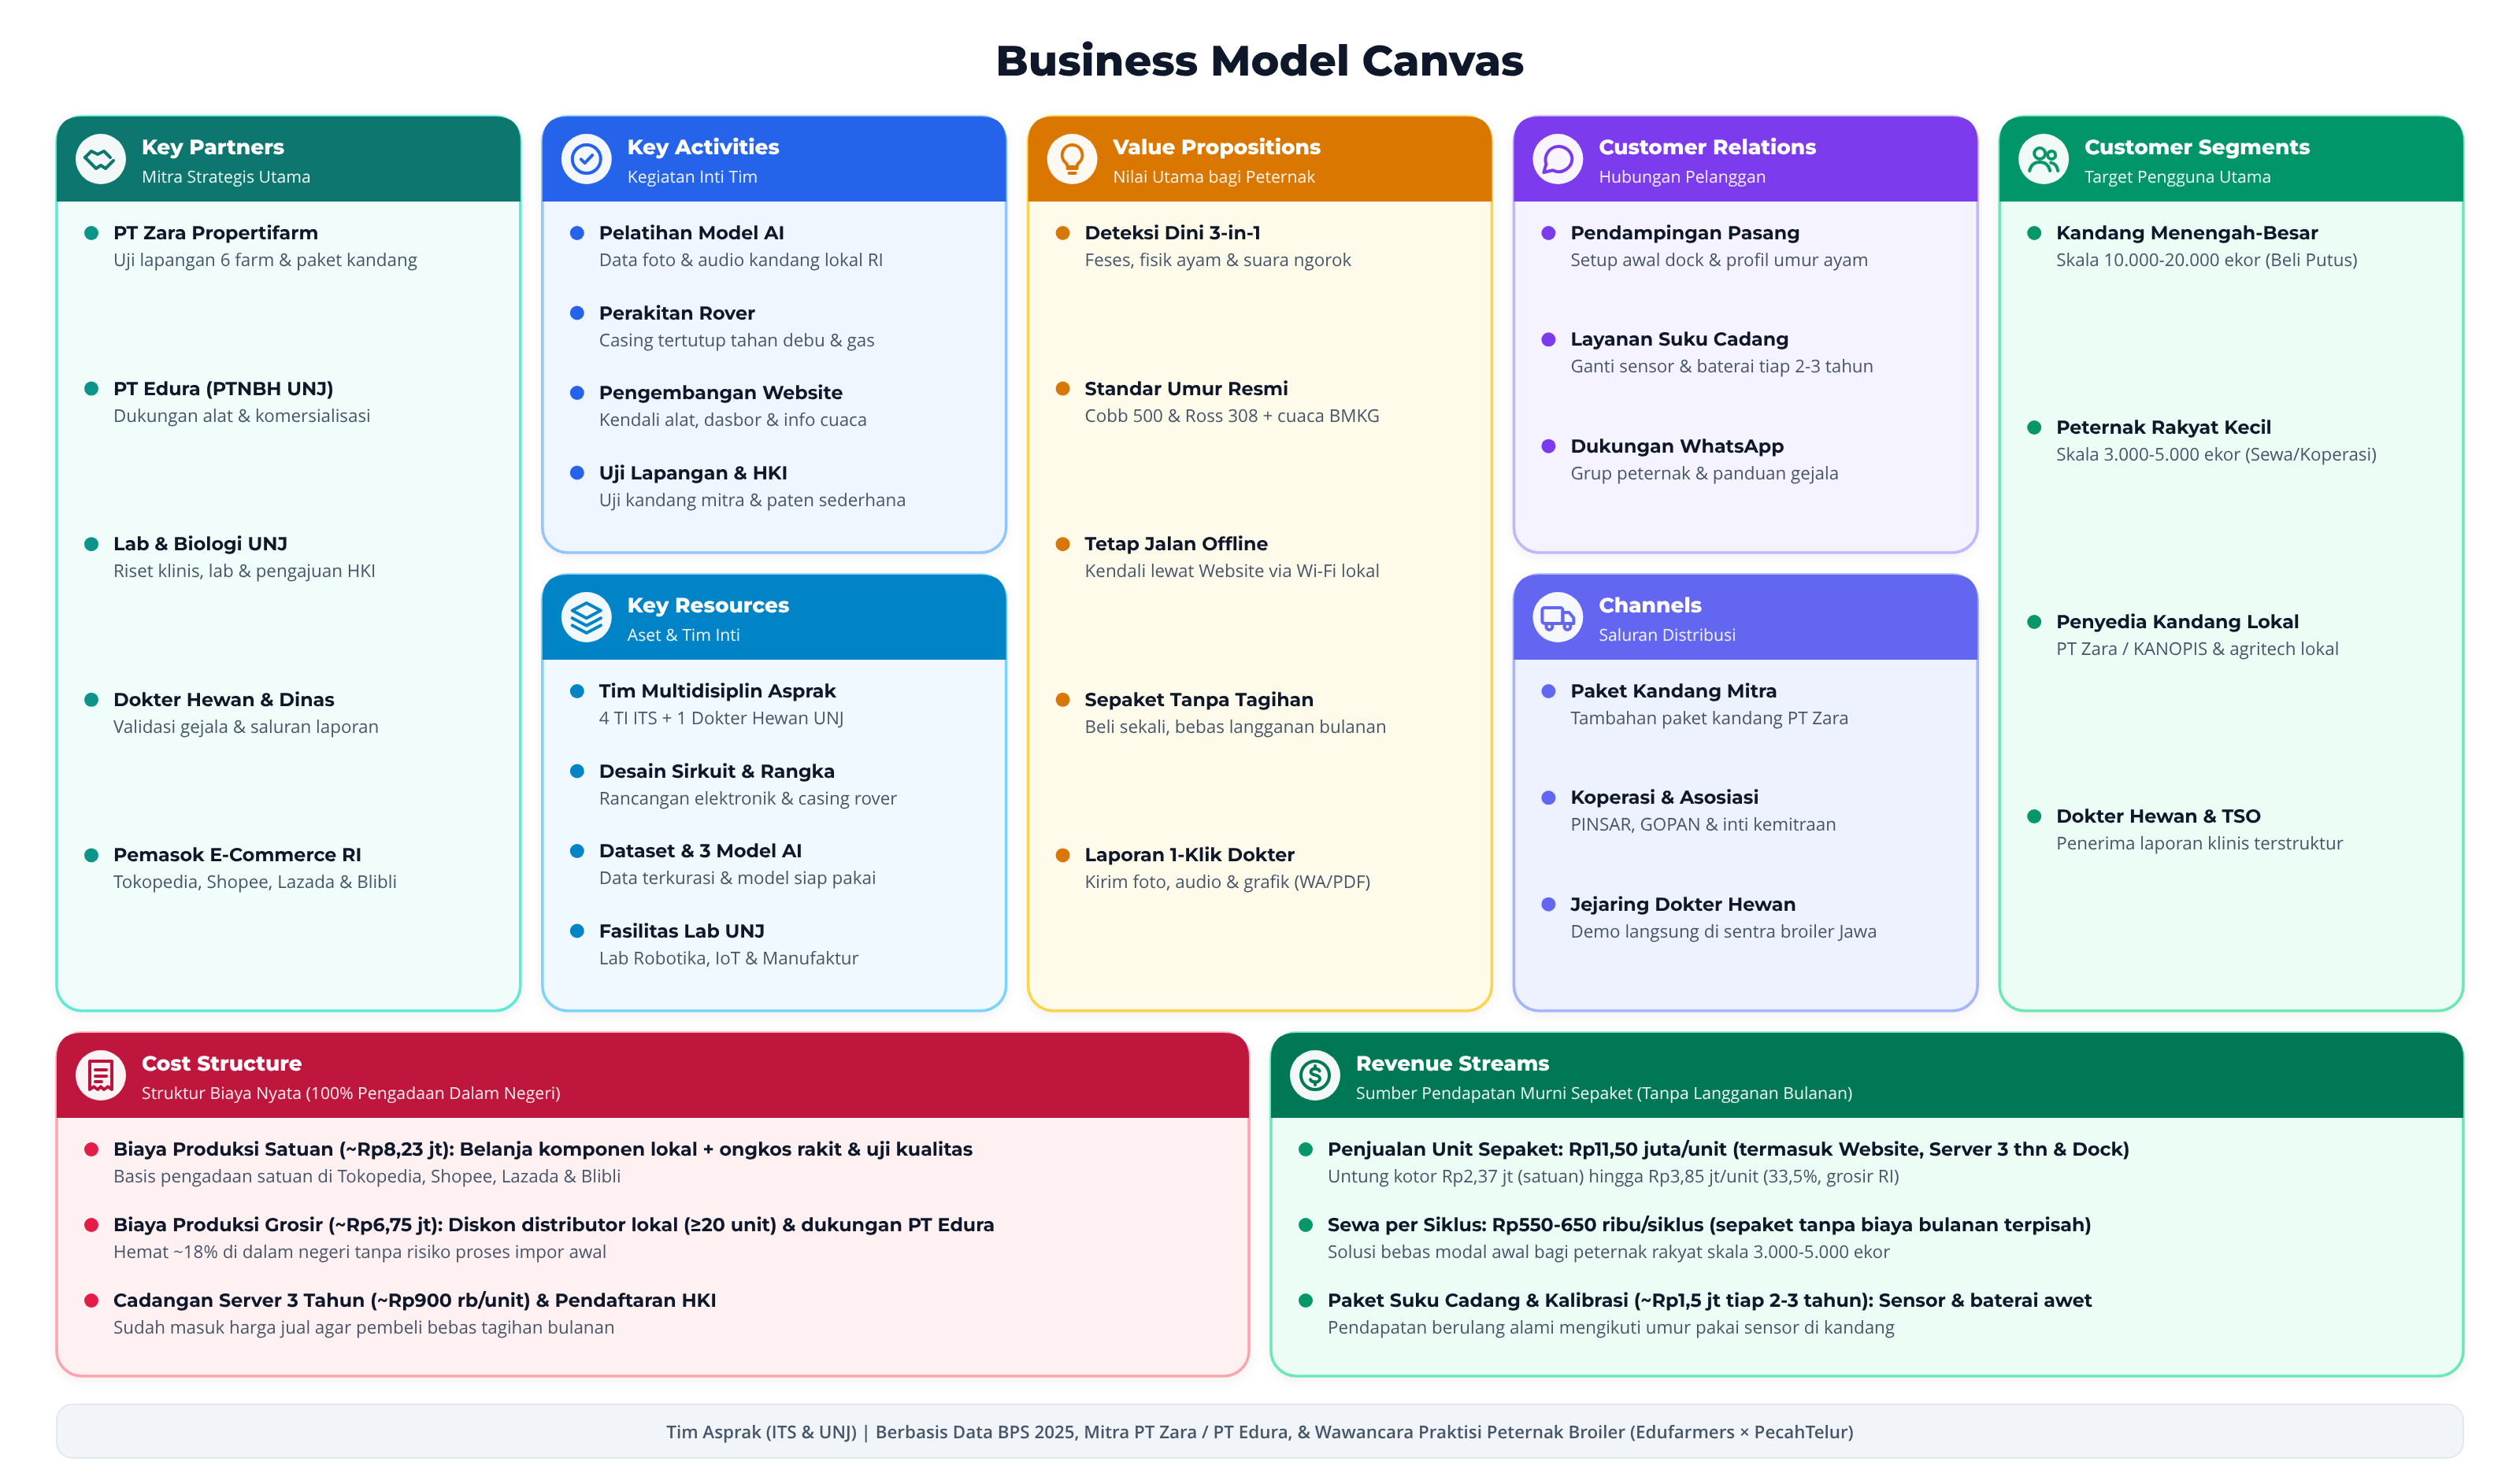 Business Model Canvas
Key Partners
Mitra Strategis Utama
PT Zara Propertifarm
Uji lapangan 6 farm & paket kandang
PT Edura (PTNBH UNJ)
Dukungan alat & komersialisasi
Lab & Biologi UNJ
Riset klinis, lab & pengajuan HKI
Dokter Hewan & Dinas
Validasi gejala & saluran laporan
Pemasok E-Commerce RI
Tokopedia, Shopee, Lazada & Blibli
Key Activities
Kegiatan Inti Tim
Pelatihan Model AI
Data foto & audio kandang lokal RI
Perakitan Rover
Casing tertutup tahan debu & gas
Pengembangan Website
Kendali alat, dasbor & info cuaca
Uji Lapangan & HKI
Uji kandang mitra & paten sederhana
Key Resources
Aset & Tim Inti
Tim Multidisiplin Asprak
4 TI ITS + 1 Dokter Hewan UNJ
Desain Sirkuit & Rangka
Rancangan elektronik & casing rover
Dataset & 3 Model AI
Data terkurasi & model siap pakai
Fasilitas Lab UNJ
Lab Robotika, IoT & Manufaktur
Value Propositions
Nilai Utama bagi Peternak
Deteksi Dini 3-in-1
Feses, fisik ayam & suara ngorok
Standar Umur Resmi
Cobb 500 & Ross 308 + cuaca BMKG
Tetap Jalan Offline
Kendali lewat Website via Wi-Fi lokal
Sepaket Tanpa Tagihan
Beli sekali, bebas langganan bulanan
Laporan 1-Klik Dokter
Kirim foto, audio & grafik (WA/PDF)
Customer Relations
Hubungan Pelanggan
Pendampingan Pasang
Setup awal dock & profil umur ayam
Layanan Suku Cadang
Ganti sensor & baterai tiap 2-3 tahun
Dukungan WhatsApp
Grup peternak & panduan gejala
Channels
Saluran Distribusi
Paket Kandang Mitra
Tambahan paket kandang PT Zara
Koperasi & Asosiasi
PINSAR, GOPAN & inti kemitraan
Jejaring Dokter Hewan
Demo langsung di sentra broiler Jawa
Customer Segments
Target Pengguna Utama
Kandang Menengah-Besar
Skala 10.000-20.000 ekor (Beli Putus)
Peternak Rakyat Kecil
Skala 3.000-5.000 ekor (Sewa/Koperasi)
Penyedia Kandang Lokal
PT Zara / KANOPIS & agritech lokal
Dokter Hewan & TSO
Penerima laporan klinis terstruktur
Cost Structure
Struktur Biaya Nyata (100% Pengadaan Dalam Negeri)
Biaya Produksi Satuan (~Rp8,23 jt): Belanja komponen lokal + ongkos rakit & uji kualitas
Basis pengadaan satuan di Tokopedia, Shopee, Lazada & Blibli
Biaya Produksi Grosir (~Rp6,75 jt): Diskon distributor lokal (≥20 unit) & dukungan PT Edura
Hemat ~18% di dalam negeri tanpa risiko proses impor awal
Cadangan Server 3 Tahun (~Rp900 rb/unit) & Pendaftaran HKI
Sudah masuk harga jual agar pembeli bebas tagihan bulanan
Revenue Streams
Sumber Pendapatan Murni Sepaket (Tanpa Langganan Bulanan)
Penjualan Unit Sepaket: Rp11,50 juta/unit (termasuk Website, Server 3 thn & Dock)
Untung kotor Rp2,37 jt (satuan) hingga Rp3,85 jt/unit (33,5%, grosir RI)
Sewa per Siklus: Rp550-650 ribu/siklus (sepaket tanpa biaya bulanan terpisah)
Solusi bebas modal awal bagi peternak rakyat skala 3.000-5.000 ekor
Paket Suku Cadang & Kalibrasi (~Rp1,5 jt tiap 2-3 tahun): Sensor & baterai awet
Pendapatan berulang alami mengikuti umur pakai sensor di kandang
Tim Asprak (ITS & UNJ) | Berbasis Data BPS 2025, Mitra PT Zara / PT Edura, & Wawancara Praktisi Peternak Broiler (Edufarmers × PecahTelur)